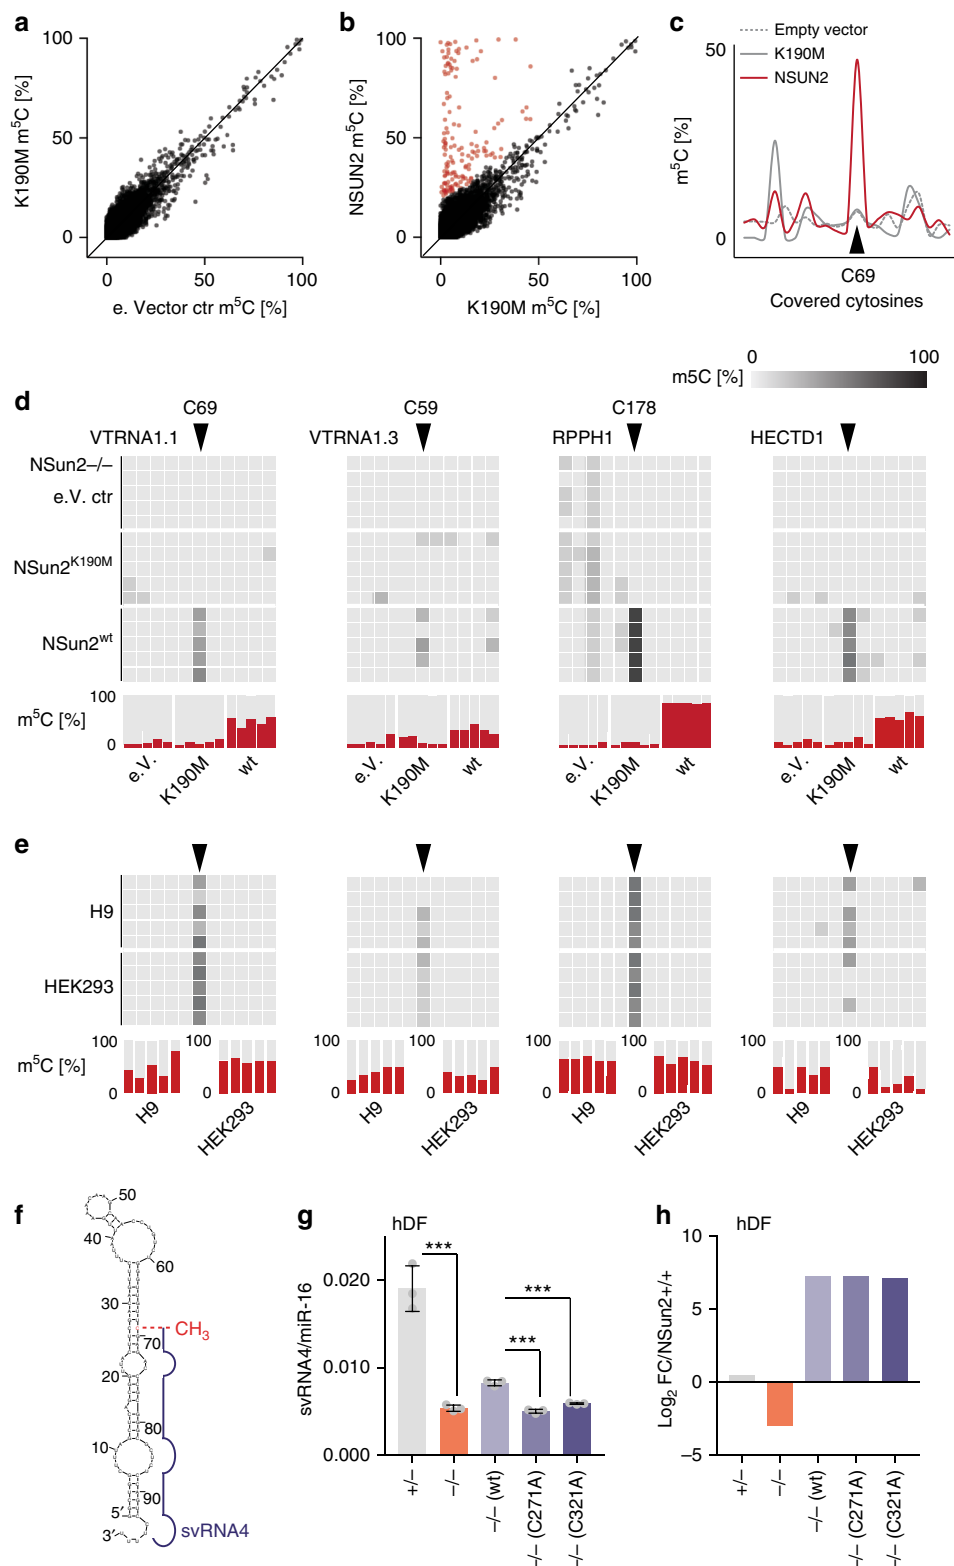 a
K190M m⁵C [%]
100
50
0
0 50 100
e. Vector ctr m⁵C [%]
b
NSUN2 m⁵C [%]
100
50
0
0 50 100
K190M m⁵C [%]
c
Empty vector
K190M
NSUN2
50
m⁵C [%]
0
C69
Covered cytosines
0 100
m5C [%]
d
C69 C59 C178
VTRNA1.1 VTRNA1.3 RPPH1 HECTD1
NSun2−/−
e.V. ctr
NSun2ᴷ¹⁹⁰ᴹ
NSun2ʷᵗ
100 100 100 100
m⁵C [%]
0 0 0 0
e.V. K190M wt e.V. K190M wt e.V. K190M wt e.V. K190M wt
e
H9
HEK293
100 100 100 100 100 100 100 100
m⁵C [%]
0 0 0 0 0 0 0 0
H9 HEK293 H9 HEK293 H9 HEK293 H9 HEK293
f
50
40
60
30
CH₃
70
20
80
10
90
5′
3′
svRNA4
g
hDF
svRNA4/miR-16
*** 
***
***
0.020
0.010
0.000
+/− −/− −/− (wt) −/− (C271A) −/− (C321A)
h
hDF
Log₂ FC/NSun2+/+
10
5
0
−5
+/− −/− −/− (wt) −/− (C271A) −/− (C321A)